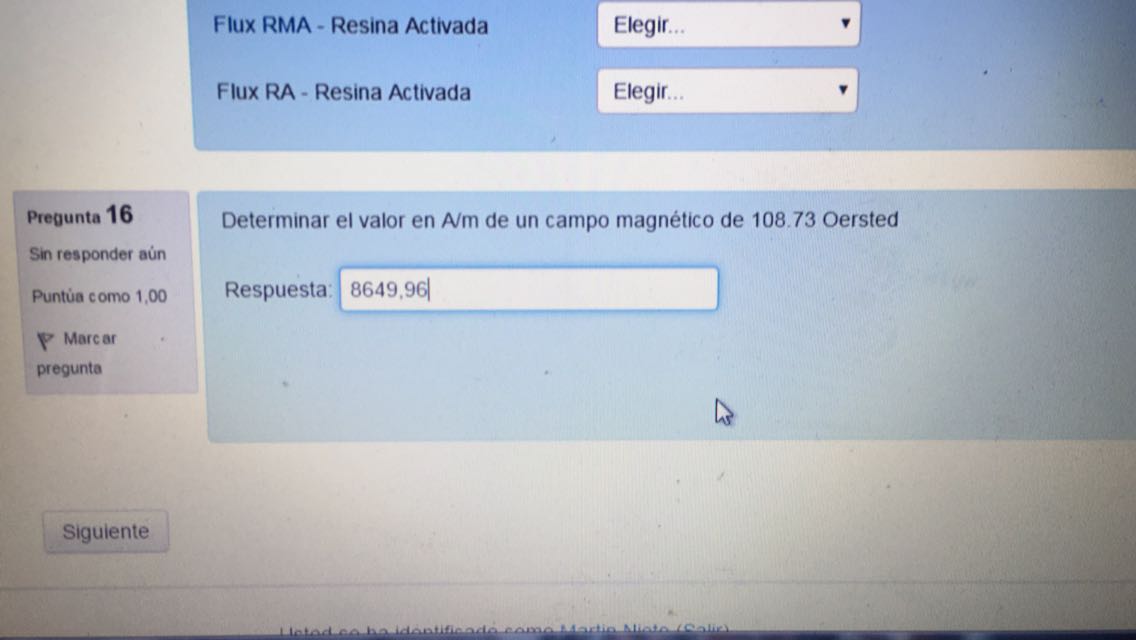 Flux RMA - Resina Activada
Elegir...
Flux RA - Resina Activada
Elegir...
Pregunta 16
Sin responder aún
Puntúa como 1,00
Marcar
pregunta
Determinar el valor en A/m de un campo magnético de 108.73 Oersted
Respuesta: 8649,96
Siguiente
Usted se ha identificado como Martin Nieto (Salir)